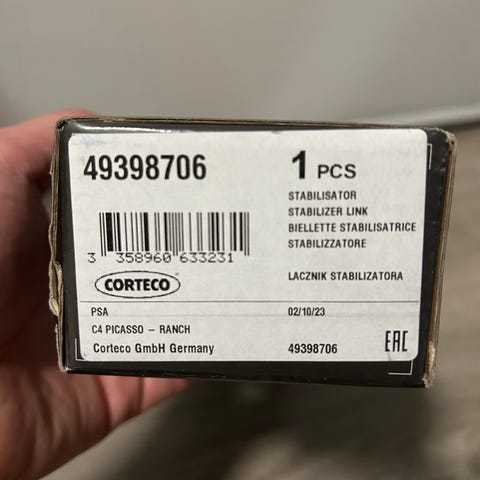 49398706
1 PCS
STABILISATOR
STABILIZER LINK
BIELLETTE STABILISATRICE
STABILIZZATORE
LACZNIK STABILIZATORA
3 358960 633231
CORTECO
PSA 02/10/23
C4 PICASSO – RANCH
Corteco GmbH Germany 49398706
EAC